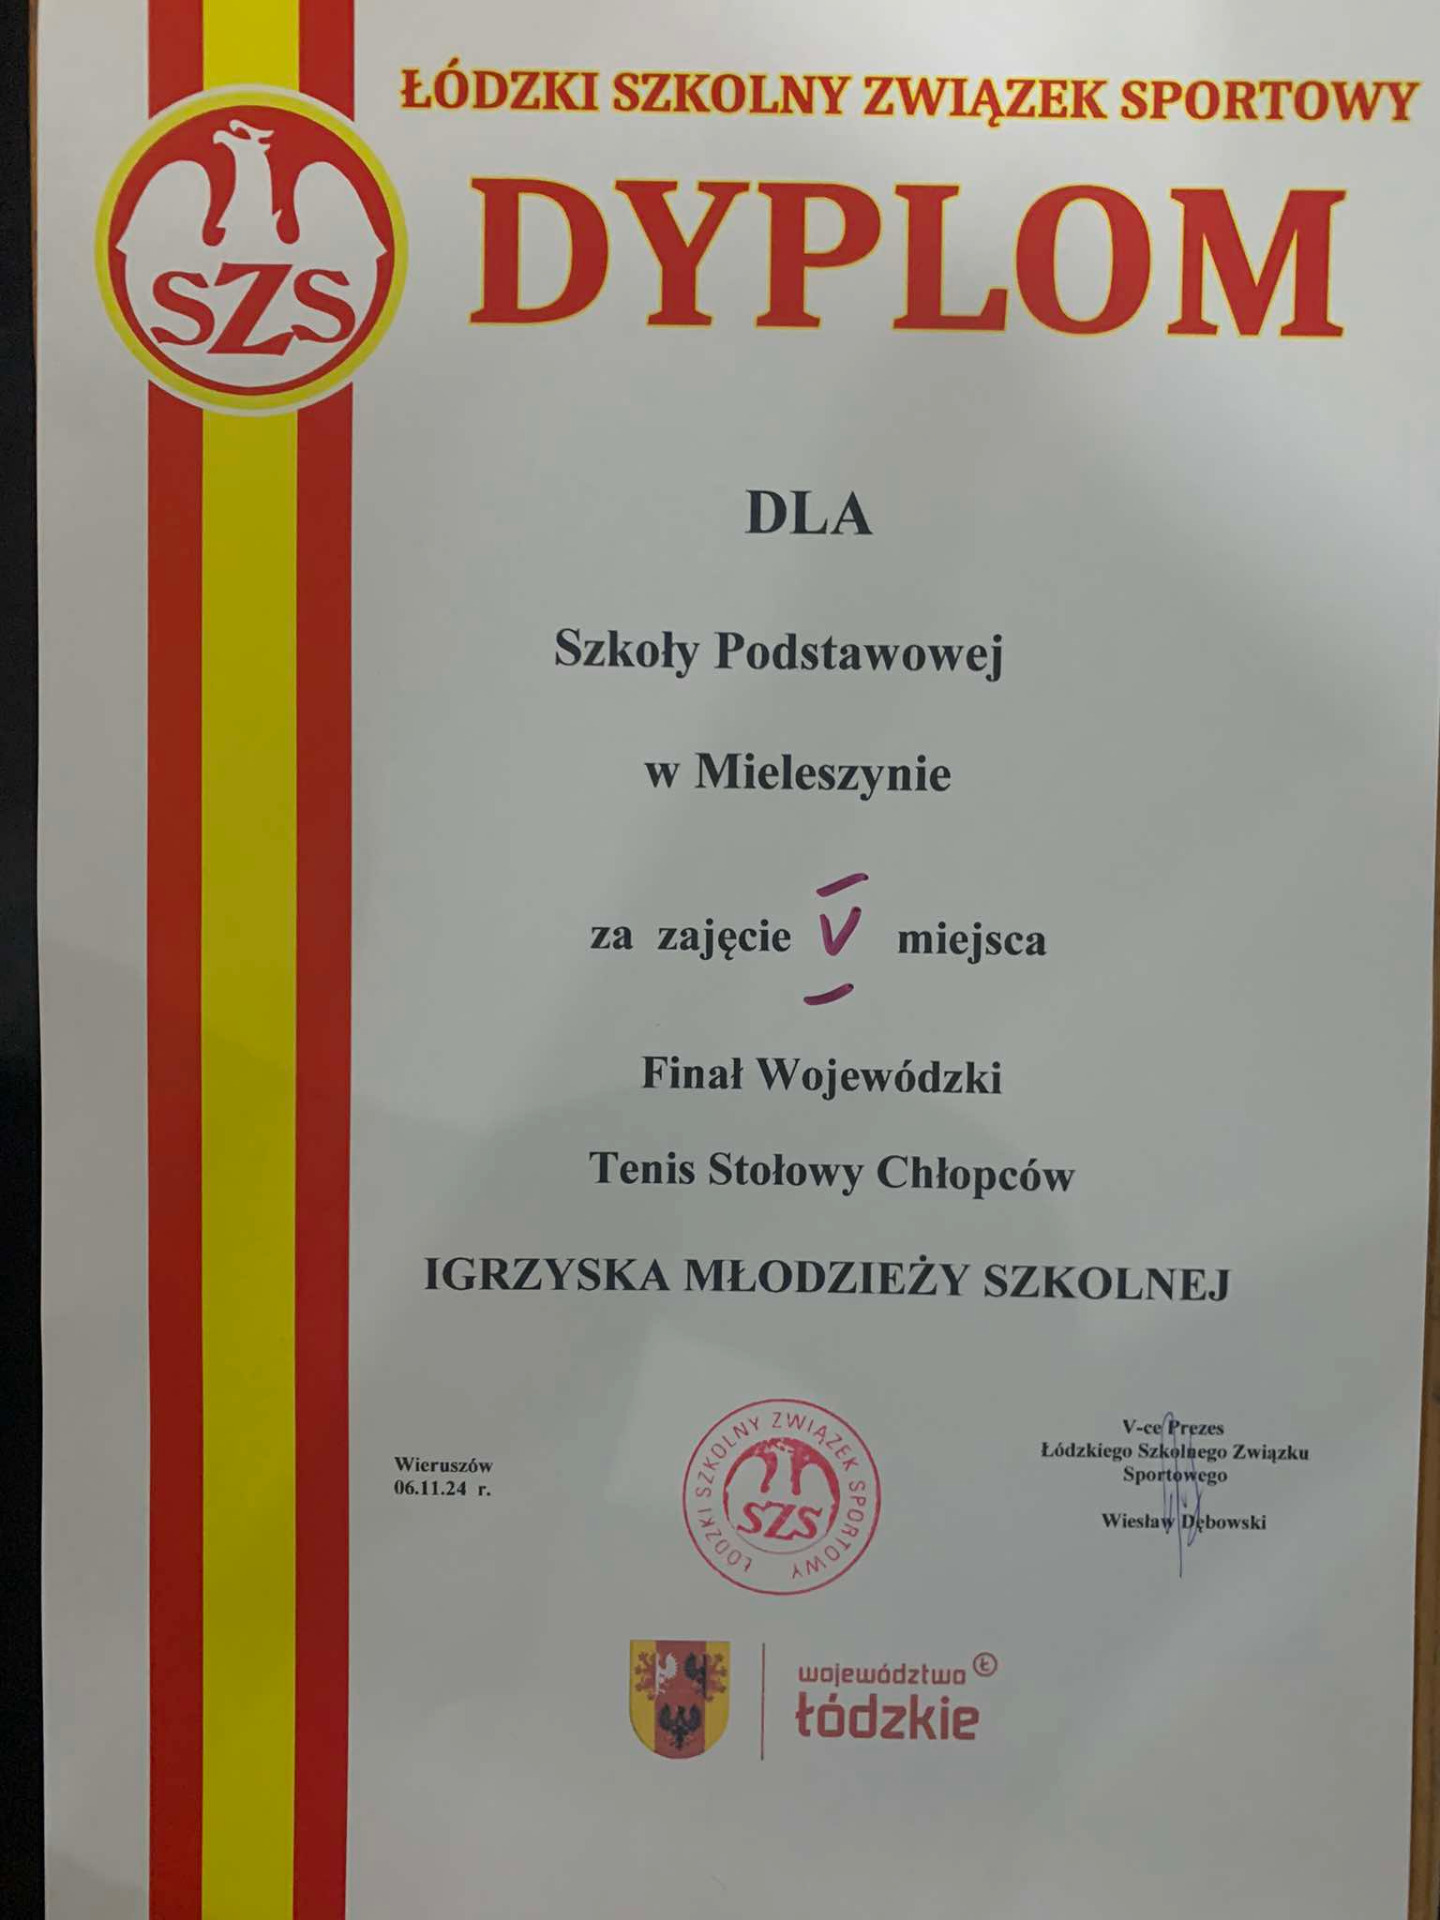 ŁÓDZKI SZKOLNY ZWIĄZEK SPORTOWY
SZS
DYPLOM
DLA
Szkoły Podstawowej
w Mieleszynie
za zajęcie V miejsca
Finał Wojewódzki
Tenis Stołowy Chłopców
IGRZYSKA MŁODZIEŻY SZKOLNEJ
Wieruszów
06.11.24 r.
ŁÓDZKI SZKOLNY ZWIĄZEK SPORTOWY
SZS
V-ce Prezes
Łódzkiego Szkolnego Związku
Sportowego
Wiesław Dębowski
województwo Ł
łódzkie